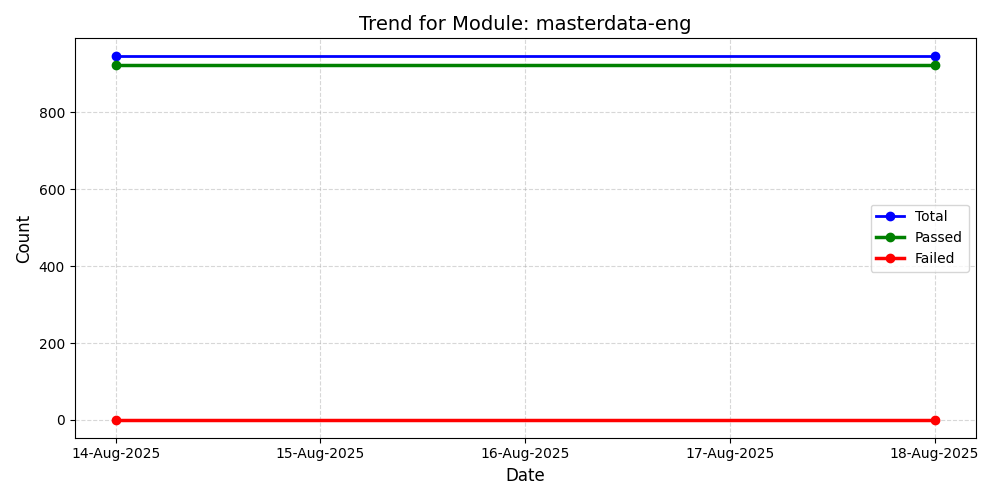 Trend for Module: masterdata-eng
800
600
400
200
0
Count
Total
Passed
Failed
14-Aug-2025
15-Aug-2025
16-Aug-2025
17-Aug-2025
18-Aug-2025
Date